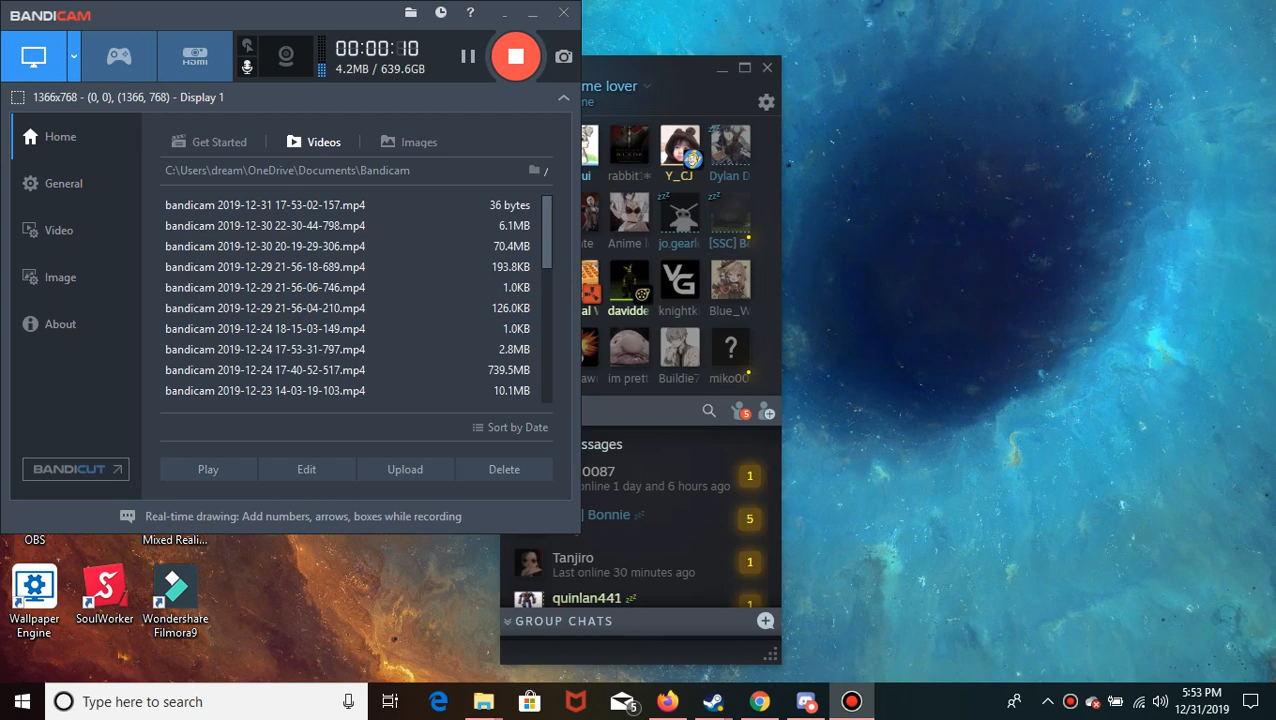 BANDICAM
?
HDMI
00:00:10
4.2MB / 639.6GB
1366x768 - (0, 0), (1366, 768) - Display 1
Home
General
Video
Image
About
BANDICUT
Get Started
Videos
Images
C:\Users\dream\OneDrive\Documents\Bandicam
/
bandicam 2019-12-31 17-53-02-157.mp4 36 bytes
bandicam 2019-12-30 22-30-44-798.mp4 6.1MB
bandicam 2019-12-30 20-19-29-306.mp4 70.4MB
bandicam 2019-12-29 21-56-18-689.mp4 193.8KB
bandicam 2019-12-29 21-56-06-746.mp4 1.0KB
bandicam 2019-12-29 21-56-04-210.mp4 126.0KB
bandicam 2019-12-24 18-15-03-149.mp4 1.0KB
bandicam 2019-12-24 17-53-31-797.mp4 2.8MB
bandicam 2019-12-24 17-40-52-517.mp4 739.5MB
bandicam 2019-12-23 14-03-19-103.mp4 10.1MB
Sort by Date
Play Edit Upload Delete
Real-time drawing: Add numbers, arrows, boxes while recording
me lover
ne
ui Y_CJ Dylan D
Anime l jo.gearl [SSC] B
VG
davidde knightk Blue_W
?
im pret Buildie7 miko00
5
ssages
0087
online 1 day and 6 hours ago
1
| Bonnie
5
Tanjiro
Last online 30 minutes ago
1
quinlan441
1
GROUP CHATS
OBS
Mixed Reali...
Wallpaper
Engine
SoulWorker
Wondershare
Filmora9
Type here to search
5
5:53 PM
12/31/2019